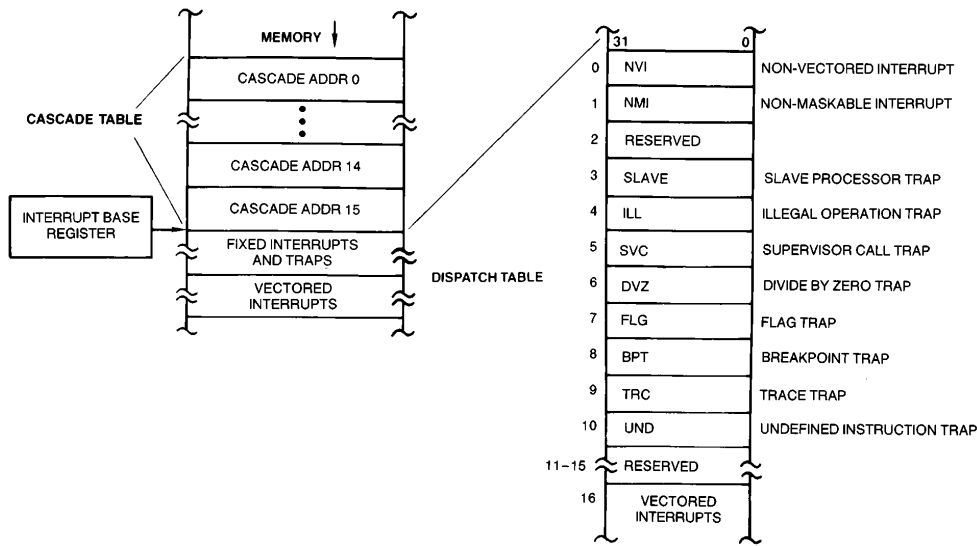 MEMORY
CASCADE ADDR 0
CASCADE TABLE
CASCADE ADDR 14
CASCADE ADDR 15
INTERRUPT BASE
REGISTER
FIXED INTERRUPTS
AND TRAPS
VECTORED
INTERRUPTS
DISPATCH TABLE
31 0
0 NVI NON-VECTORED INTERRUPT
1 NMI NON-MASKABLE INTERRUPT
2 RESERVED
3 SLAVE SLAVE PROCESSOR TRAP
4 ILL ILLEGAL OPERATION TRAP
5 SVC SUPERVISOR CALL TRAP
6 DVZ DIVIDE BY ZERO TRAP
7 FLG FLAG TRAP
8 BPT BREAKPOINT TRAP
9 TRC TRACE TRAP
10 UND UNDEFINED INSTRUCTION TRAP
11–15 RESERVED
16 VECTORED
INTERRUPTS